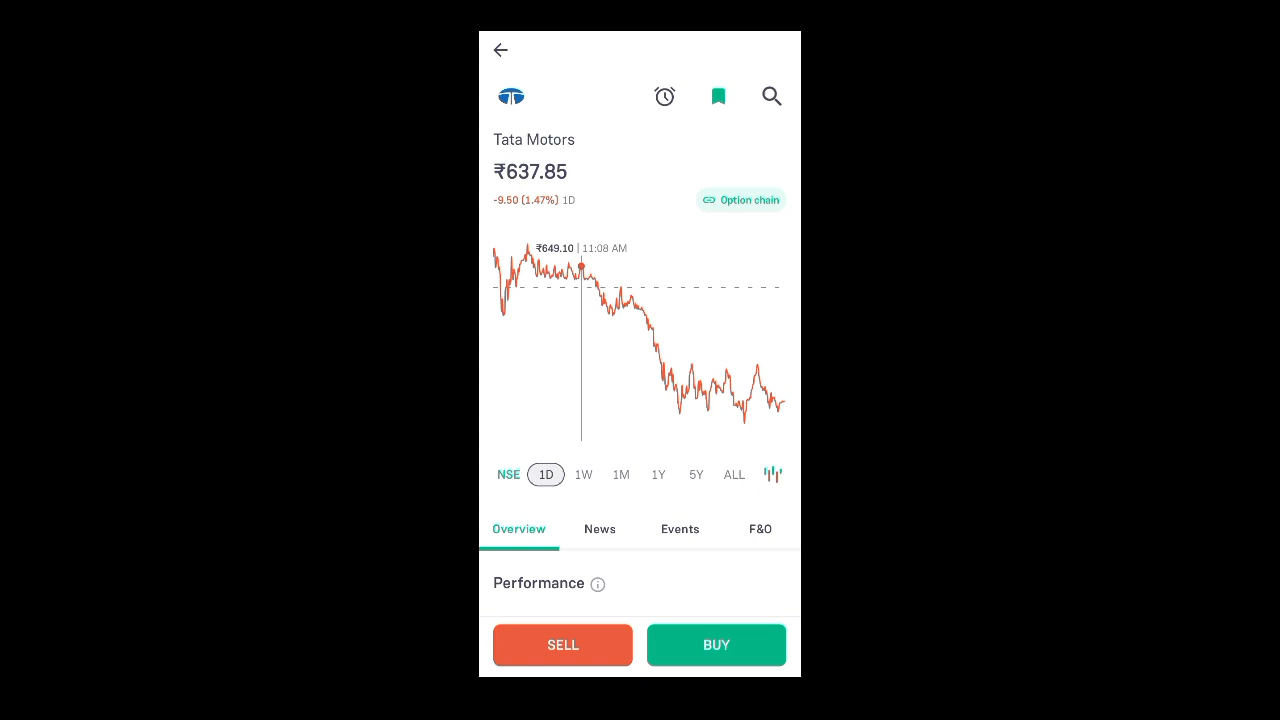 Tata Motors
₹637.85
-9.50 (1.47%) 1D
Option chain
₹649.10 | 11:08 AM
NSE 1D 1W 1M 1Y 5Y ALL
Overview News Events F&O
Performance
SELL BUY